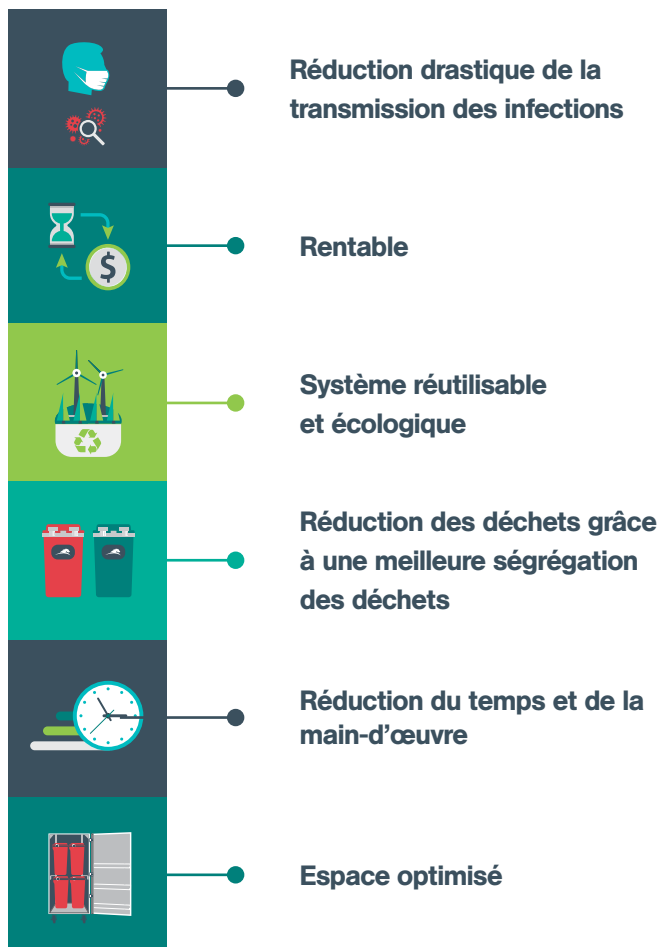 Réduction drastique de la
transmission des infections
$
Rentable
Système réutilisable
et écologique
Réduction des déchets grâce
à une meilleure ségrégation
des déchets
Réduction du temps et de la
main-d'œuvre
Espace optimisé